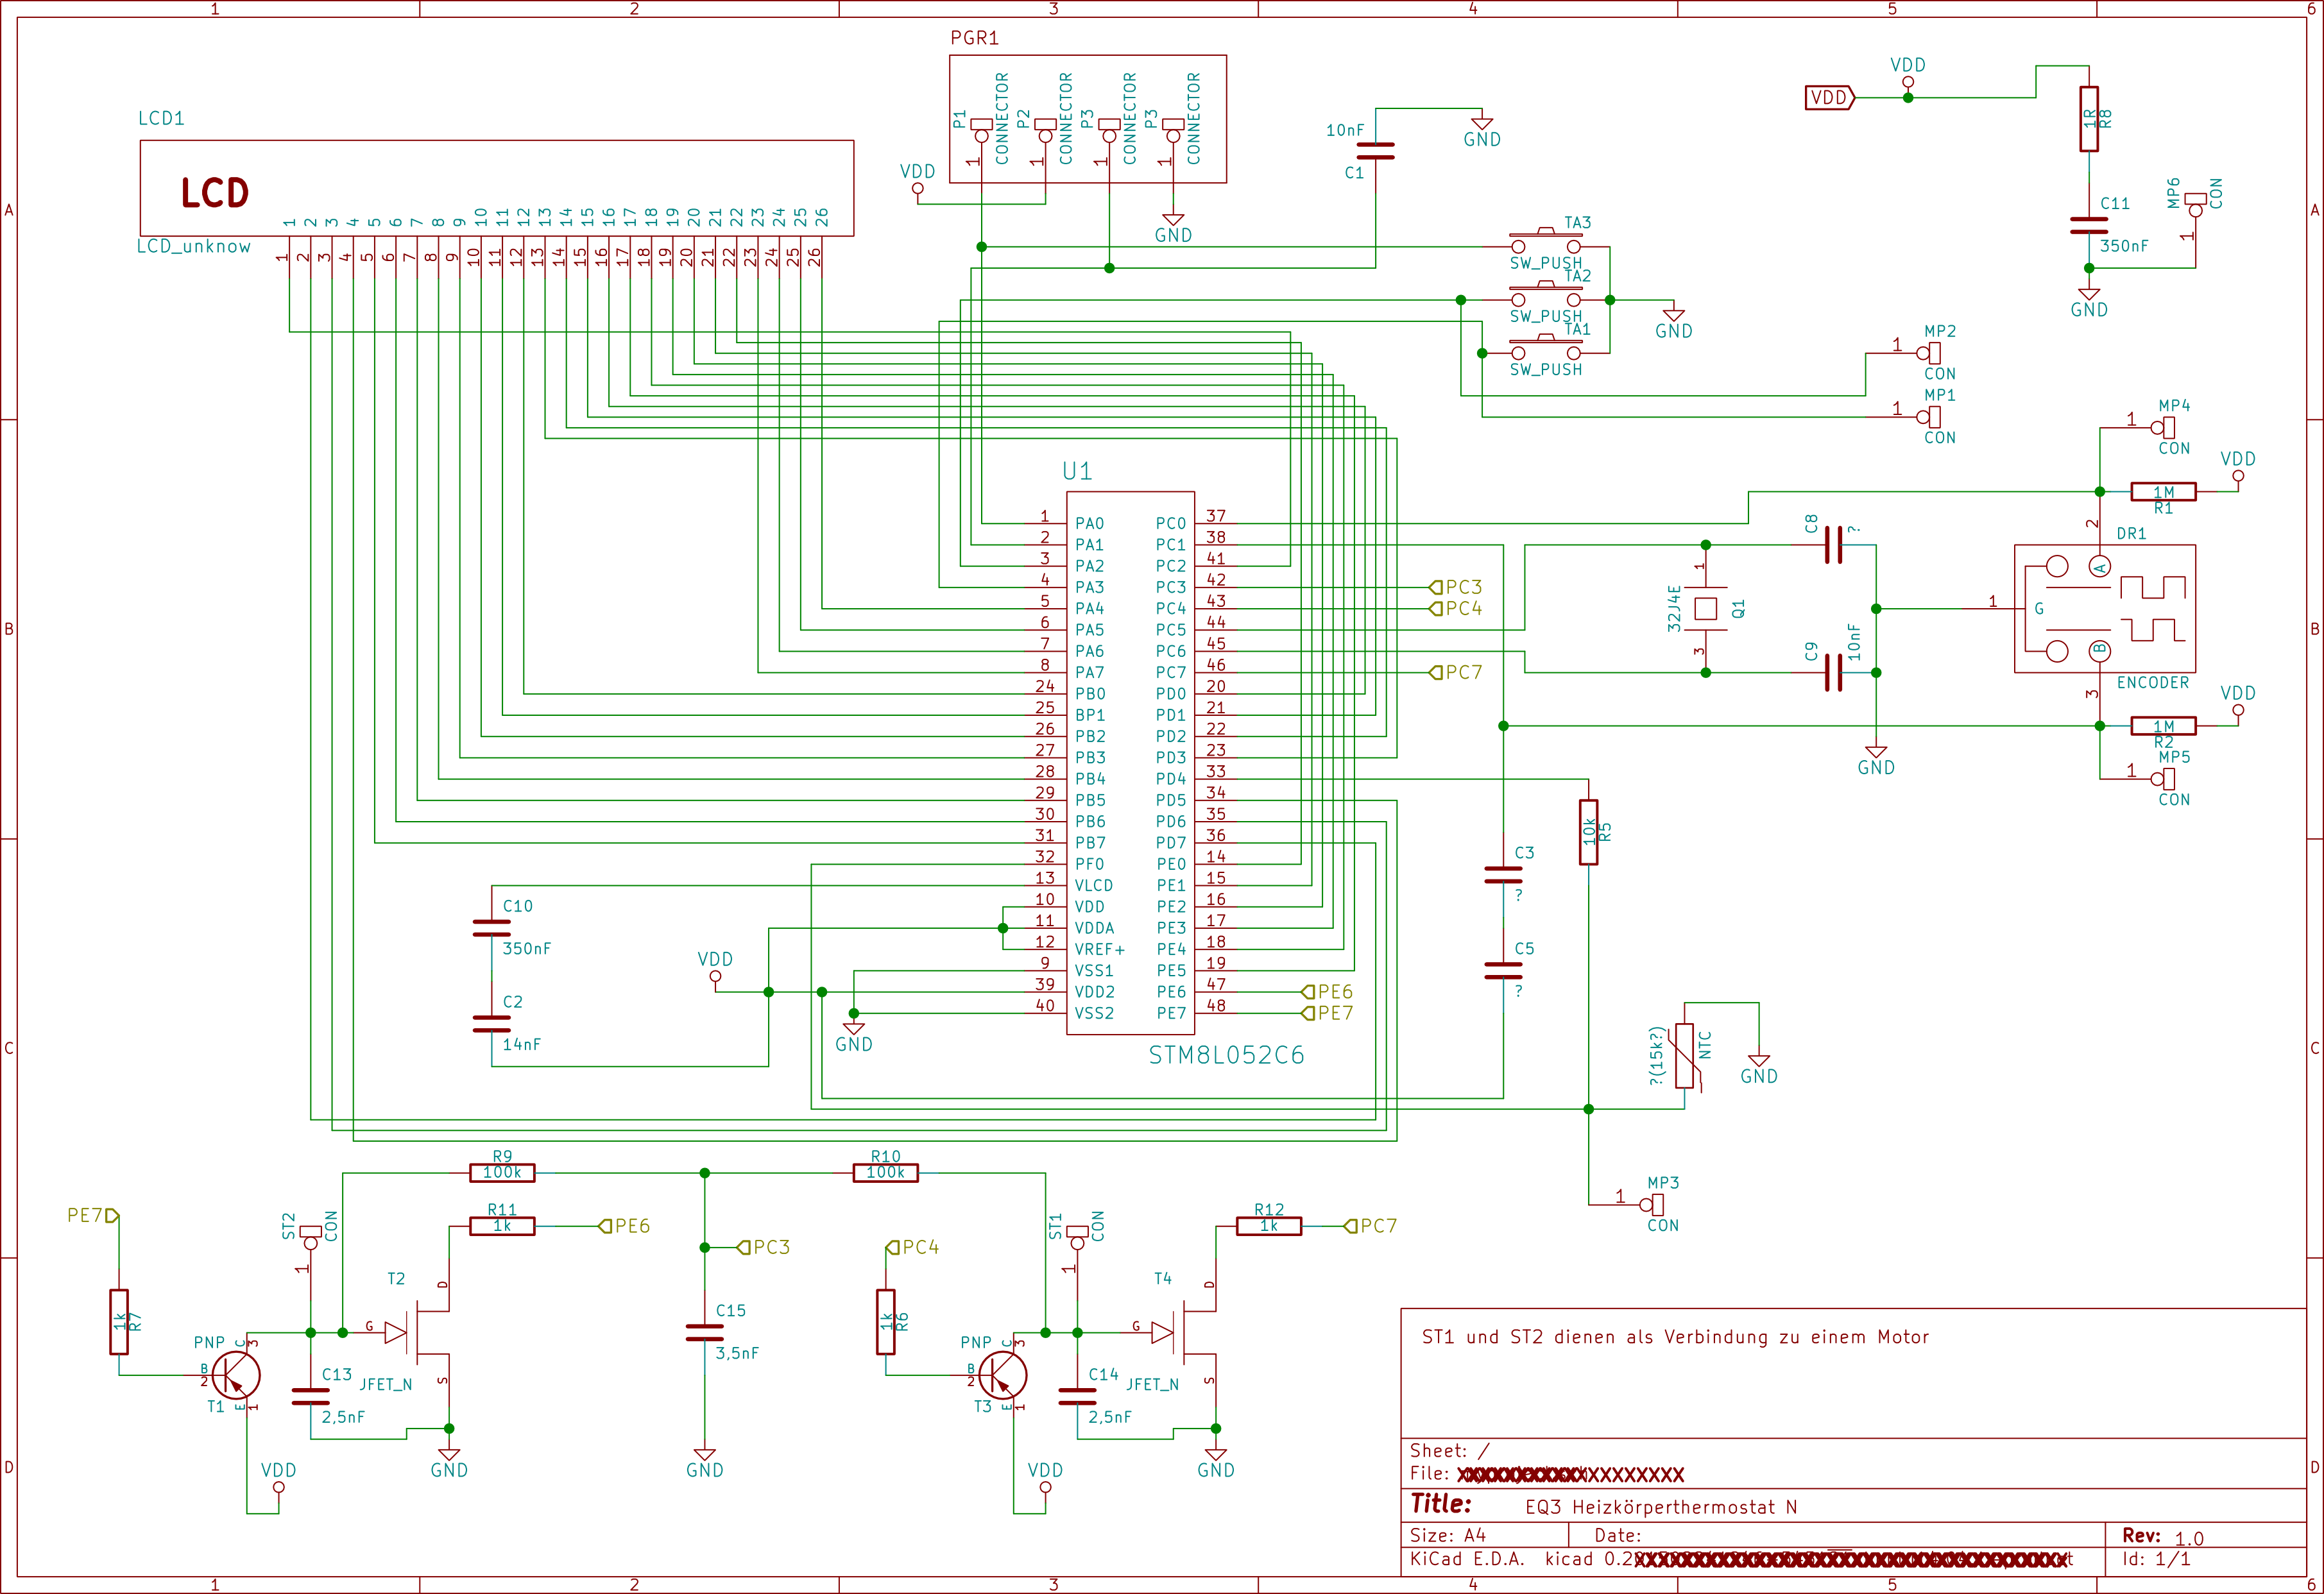 1 2 3 4 5 6
PGR1
P1 CONNECTOR 1
P2 CONNECTOR 1
P3 CONNECTOR 1
P3 CONNECTOR 1
VDD
GND
LCD1
LCD
1 2 3 4 5 6 7 8 9 10 11 12 13 14 15 16 17 18 19 20 21 22 23 24 25 26
LCD_unknow
1 2 3 4 5 6 7 8 9 10 11 12 13 14 15 16 17 18 19 20 21 22 23 24 25 26
10nF
C1
GND
VDD
VDD
1R R8
C11
350nF
MP6 CON
1
GND
A
A
TA3
SW_PUSH
TA2
SW_PUSH
TA1
SW_PUSH
GND
1 MP2
CON
1 MP1
CON
1 MP4
CON
VDD
1M
R1
U1
1 PA0 PC0 37
2 PA1 PC1 38
3 PA2 PC2 41
4 PA3 PC3 42
5 PA4 PC4 43
6 PA5 PC5 44
7 PA6 PC6 45
8 PA7 PC7 46
24 PB0 PD0 20
25 BP1 PD1 21
26 PB2 PD2 22
27 PB3 PD3 23
28 PB4 PD4 33
29 PB5 PD5 34
30 PB6 PD6 35
31 PB7 PD7 36
32 PF0 PE0 14
13 VLCD PE1 15
10 VDD PE2 16
11 VDDA PE3 17
12 VREF+ PE4 18
9 VSS1 PE5 19
39 VDD2 PE6 47
40 VSS2 PE7 48
STM8L052C6
PC3
PC4
PC7
PE6
PE7
B
B
C8 ?
1
32J4E Q1
3
C9 10nF
GND
2
DR1
A
1 G
B
ENCODER
3
VDD
1M
R2
1 MP5
CON
10k R5
C3
?
C5
?
C10
350nF
C2
14nF
VDD
GND
?(15k?) NTC
GND
1 MP3
CON
C
C
R9
100k
R10
100k
PE7
ST2 CON
1
R11
1k
PE6
PC3
PC4
ST1 CON
1
R12
1k
PC7
1k R7
PNP
B
2
C
3
T1
E
1
C13
2,5nF
T2
G
D
S
JFET_N
VDD
GND
C15
3,5nF
GND
1k R6
PNP
B
2
C
3
T3
E
1
C14
2,5nF
T4
G
D
S
JFET_N
VDD
GND
D
D
ST1 und ST2 dienen als Verbindung zu einem Motor
Sheet: /
File:
Title: EQ3 Heizkörperthermostat N
Size: A4 Date: Rev: 1.0
KiCad E.D.A. kicad 0.2 Id: 1/1
1 2 3 4 5 6